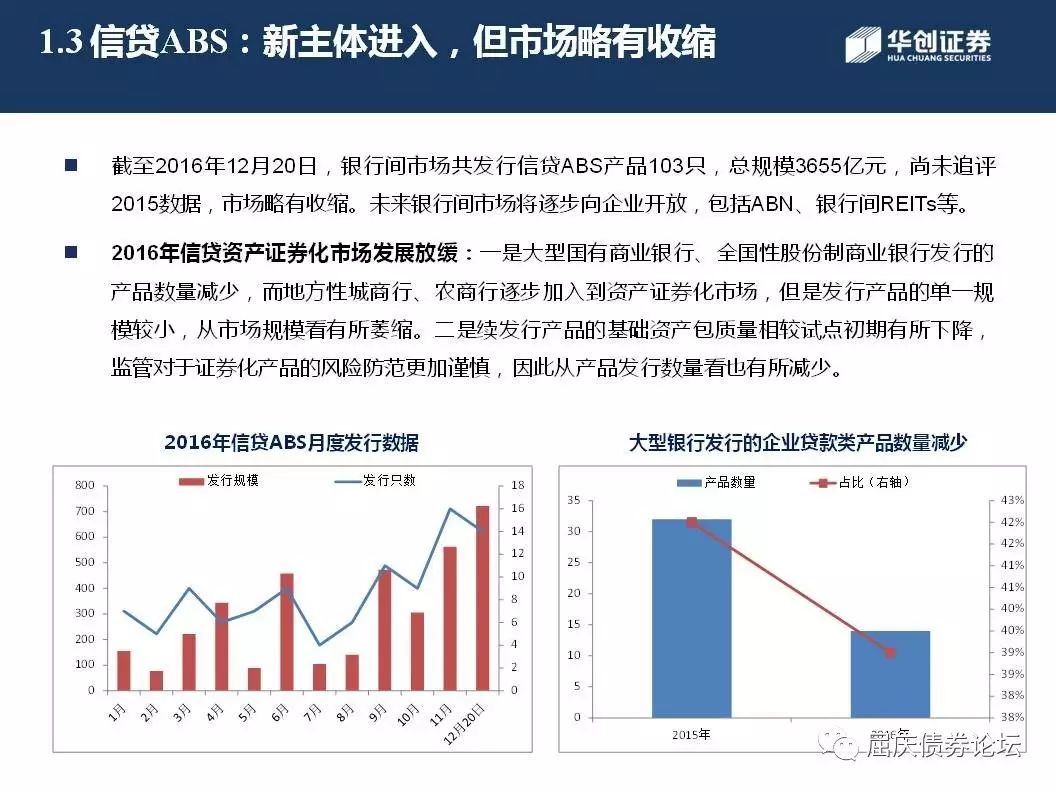 1.3 信贷ABS：新主体进入，但市场略有收缩
华创证券
HUA CHUANG SECURITIES
截至2016年12月20日，银行间市场共发行信贷ABS产品103只，总规模3655亿元，尚未追评
2015数据，市场略有收缩。未来银行间市场将逐步向企业开放，包括ABN、银行间REITs等。
2016年信贷资产证券化市场发展放缓：一是大型国有商业银行、全国性股份制商业银行发行的
产品数量减少，而地方性城商行、农商行逐步加入到资产证券化市场，但是发行产品的单一规
模较小，从市场规模看有所萎缩。二是续发行产品的基础资产包质量相较试点初期有所下降，
监管对于证券化产品的风险防范更加谨慎，因此从产品发行数量看也有所减少。
2016年信贷ABS月度发行数据
发行规模 发行只数
800
700
600
500
400
300
200
100
0
18
16
14
12
10
8
6
4
2
0
1月 2月 3月 4月 5月 6月 7月 8月 9月 10月 11月 12月20日
大型银行发行的企业贷款类产品数量减少
产品数量 占比（右轴）
35
30
25
20
15
10
5
0
43%
42%
42%
41%
41%
40%
40%
39%
39%
38%
38%
2015年 2016年
屈庆债券论坛